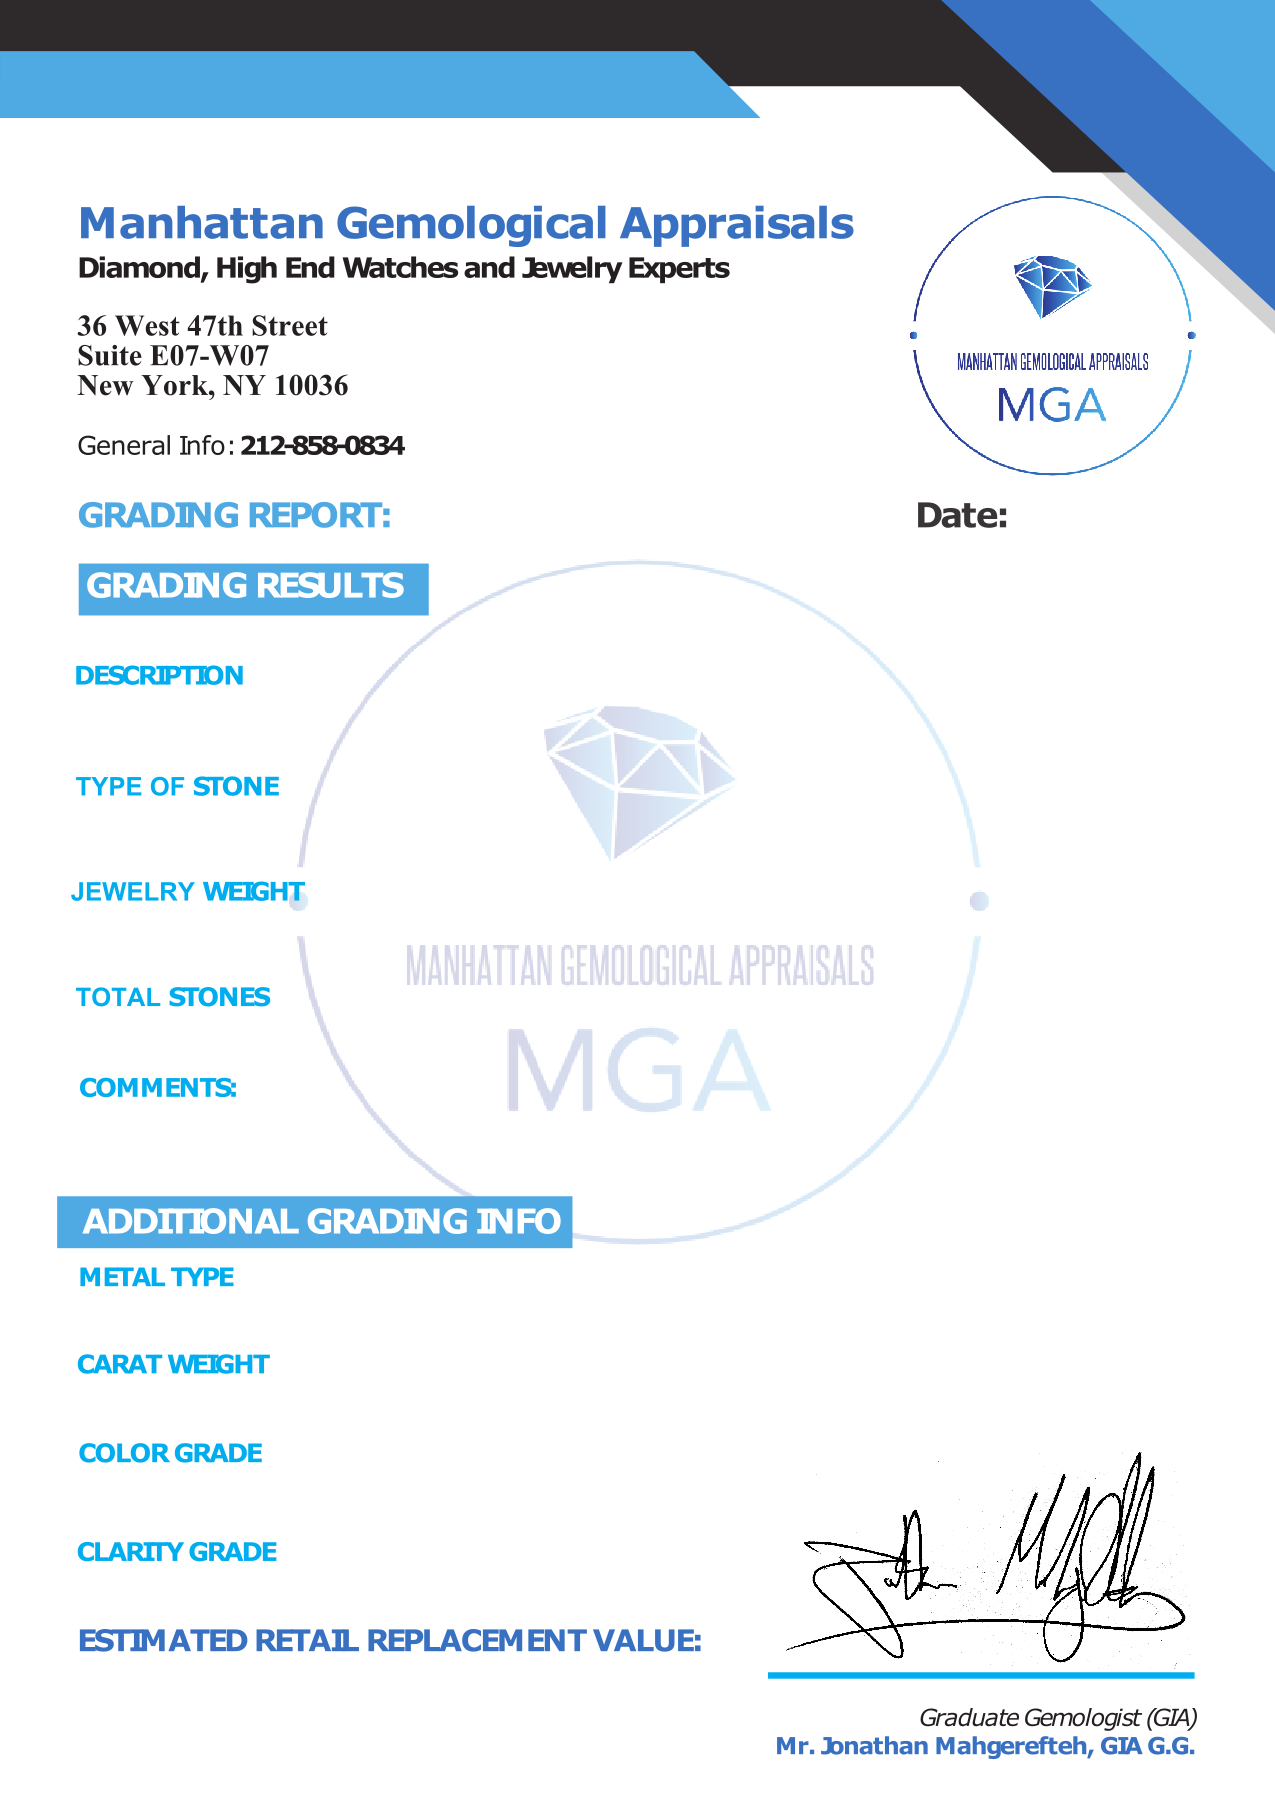 Manhattan Gemological Appraisals
Diamond, High End Watches and Jewelry Experts
36 West 47th Street
Suite E07-W07
New York, NY 10036
General Info: 212-858-0834
MANHATTAN GEMOLOGICAL APPRAISALS
MGA
GRADING REPORT:
Date:
GRADING RESULTS
DESCRIPTION
TYPE OF STONE
JEWELRY WEIGHT
MANHATTAN GEMOLOGICAL APPRAISALS
TOTAL STONES
MGA
COMMENTS:
ADDITIONAL GRADING INFO
METAL TYPE
CARAT WEIGHT
COLOR GRADE
CLARITY GRADE
ESTIMATED RETAIL REPLACEMENT VALUE:
Graduate Gemologist (GIA)
Mr. Jonathan Mahgerefteh, GIA G.G.